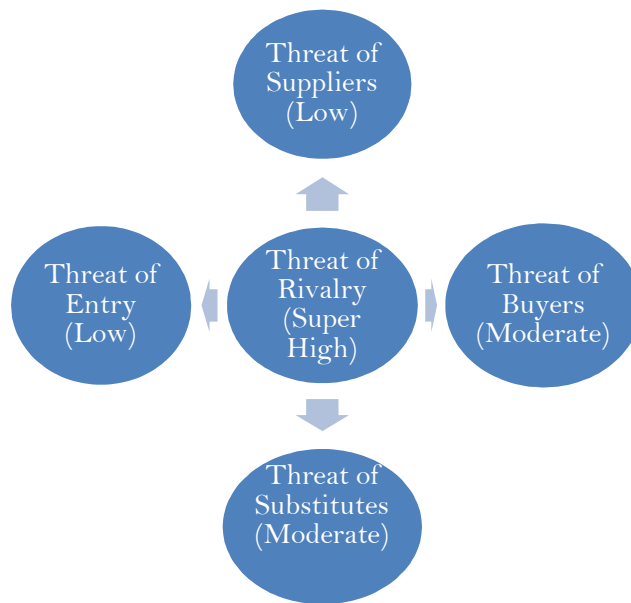 Threat of
Suppliers
(Low)
Threat of
Entry
(Low)
Threat of
Rivalry
(Super
High)
Threat of
Buyers
(Moderate)
Threat of
Substitutes
(Moderate)